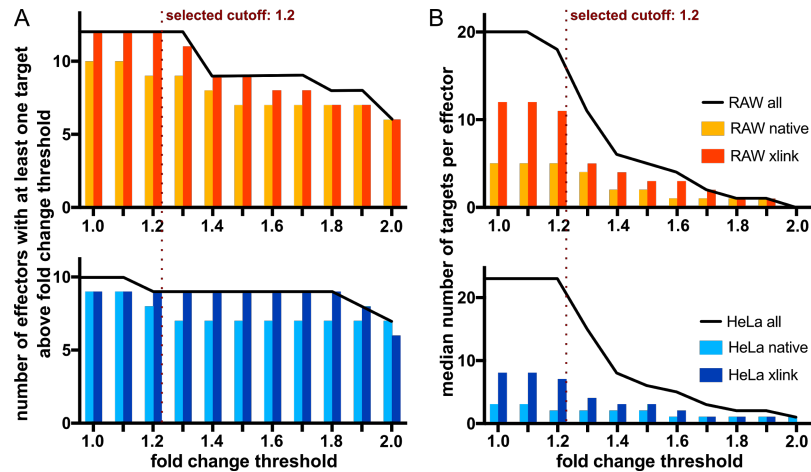 A
selected cutoff: 1.2
number of effectors with at least one target
above fold change threshold
10
5
0
1.0
1.2
1.4
1.6
1.8
2.0
10
5
0
1.0
1.2
1.4
1.6
1.8
2.0
fold change threshold
B
selected cutoff: 1.2
median number of targets per effector
20
10
0
RAW all
RAW native
RAW xlink
1.0
1.2
1.4
1.6
1.8
2.0
20
10
0
HeLa all
HeLa native
HeLa xlink
1.0
1.2
1.4
1.6
1.8
2.0
fold change threshold